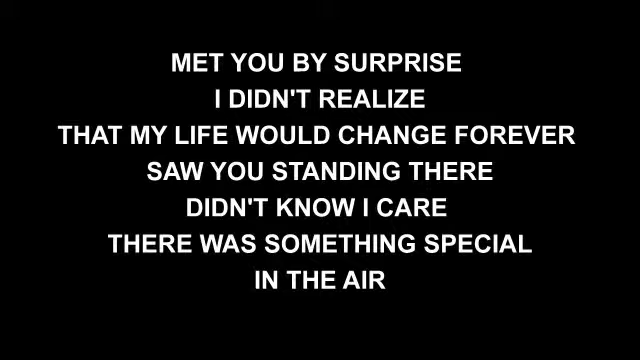 MET YOU BY SURPRISE
I DIDN'T REALIZE
THAT MY LIFE WOULD CHANGE FOREVER
SAW YOU STANDING THERE
DIDN'T KNOW I CARE
THERE WAS SOMETHING SPECIAL
IN THE AIR